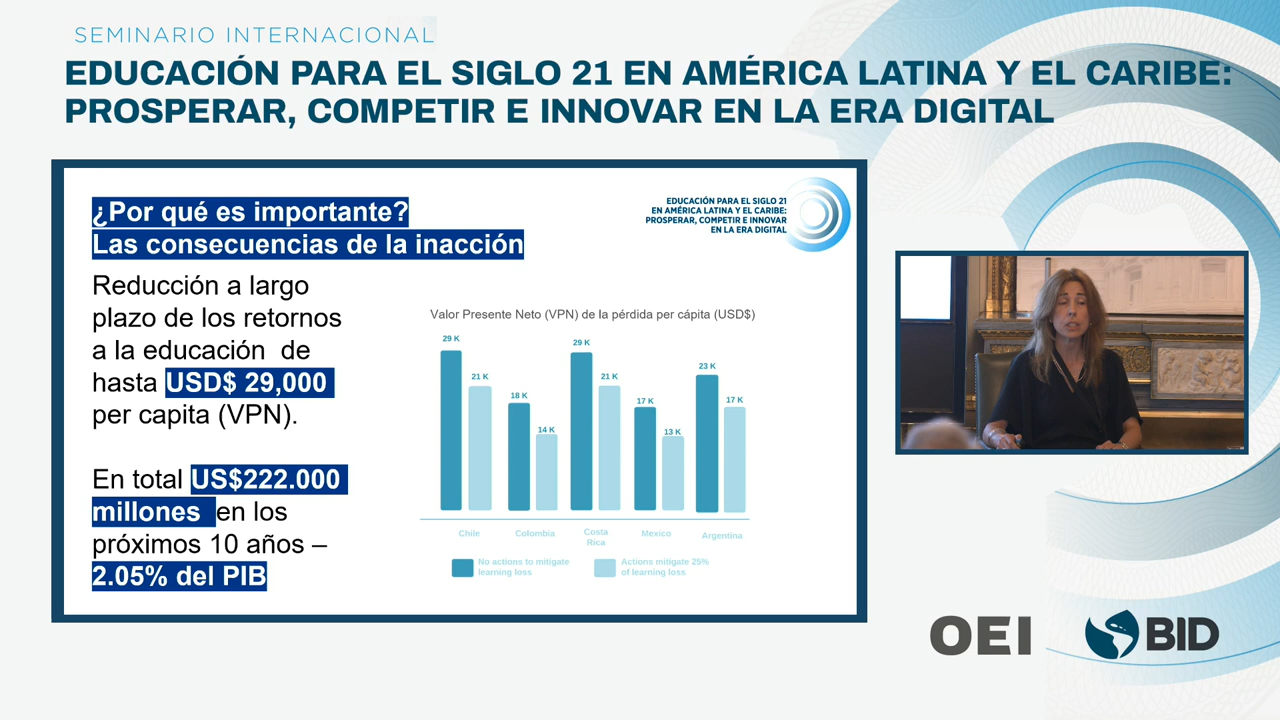 SEMINARIO INTERNACIONAL
EDUCACIÓN PARA EL SIGLO 21 EN AMÉRICA LATINA Y EL CARIBE:
PROSPERAR, COMPETIR E INNOVAR EN LA ERA DIGITAL
¿Por qué es importante?
Las consecuencias de la inacción
EDUCACIÓN PARA EL SIGLO 21
EN AMÉRICA LATINA Y EL CARIBE:
PROSPERAR, COMPETIR E INNOVAR
EN LA ERA DIGITAL
Reducción a largo
plazo de los retornos
a la educación de
hasta USD$ 29,000
per capita (VPN).
En total US$222.000
millones en los
próximos 10 años –
2.05% del PIB
Valor Presente Neto (VPN) de la pérdida per cápita (USD$)
29 K
21 K
18 K
14 K
29 K
21 K
17 K
13 K
23 K
17 K
Chile
Colombia
Costa
Rica
Mexico
Argentina
No actions to mitigate
learning loss
Actions mitigate 25%
of learning loss
OEI
BID